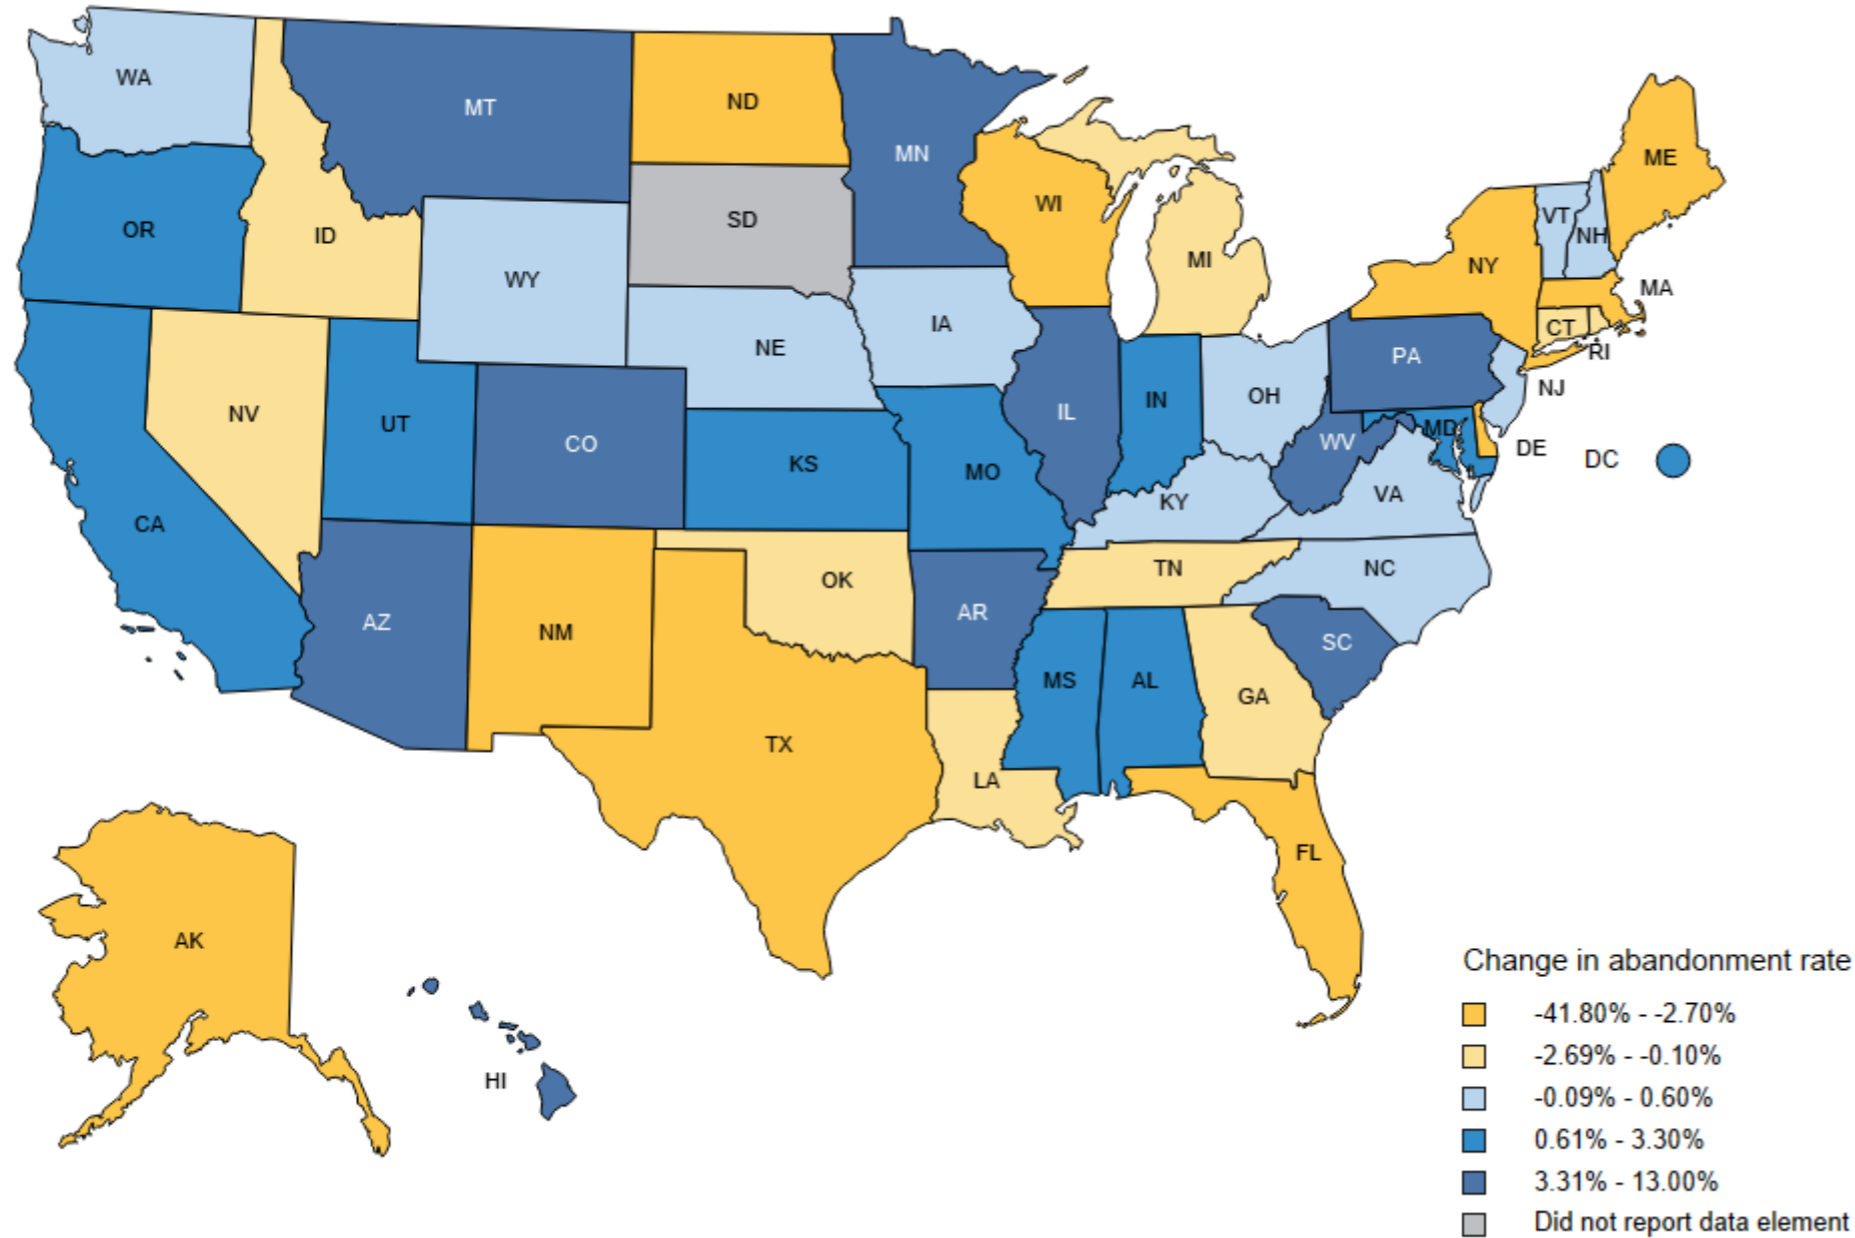 WA
MT
ND
MN
ME
WI
VT
NH
OR
ID
SD
NY
MI
WY
MA
IA
CT
NE
RI
PA
NJ
OH
IN
IL
NV
UT
CO
WV
MD
DE
DC
KS
MO
VA
KY
CA
TN
NC
OK
AZ
NM
AR
SC
MS
AL
GA
TX
LA
FL
AK
HI
Change in abandonment rate
-41.80% - -2.70%
-2.69% - -0.10%
-0.09% - 0.60%
0.61% - 3.30%
3.31% - 13.00%
Did not report data element